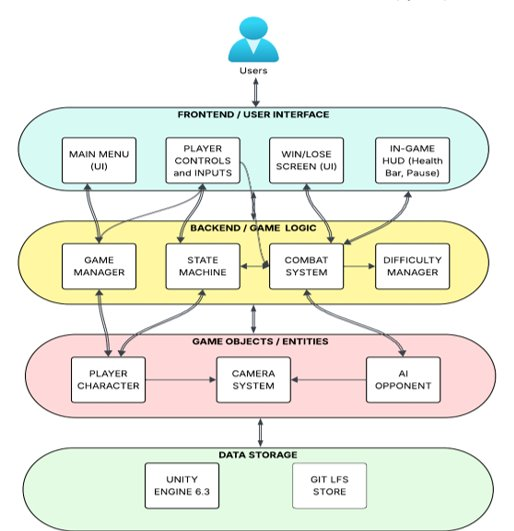 Users
FRONTEND / USER INTERFACE
MAIN MENU
(UI)
PLAYER
CONTROLS
and INPUTS
WIN/LOSE
SCREEN (UI)
IN-GAME
HUD (Health
Bar, Pause)
BACKEND / GAME LOGIC
GAME
MANAGER
STATE
MACHINE
COMBAT
SYSTEM
DIFFICULTY
MANAGER
GAME OBJECTS / ENTITIES
PLAYER
CHARACTER
CAMERA
SYSTEM
AI
OPPONENT
DATA STORAGE
UNITY
ENGINE 6.3
GIT LFS
STORE